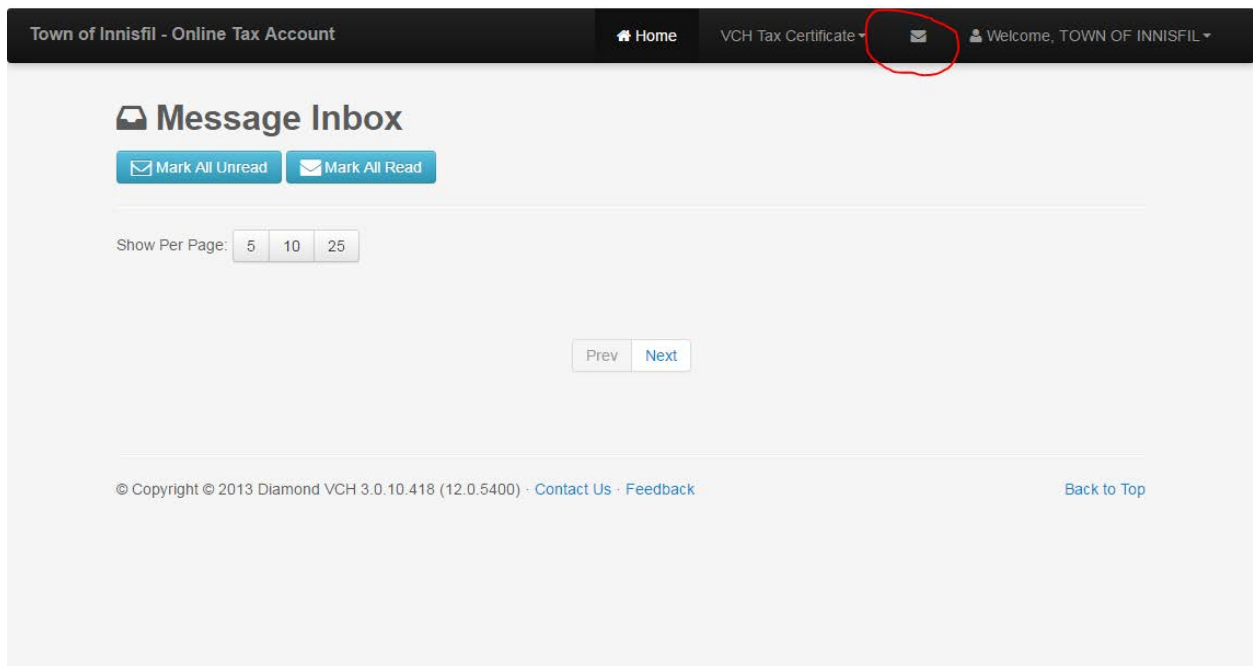 Town of Innisfil - Online Tax Account Home VCH Tax Certificate Welcome, TOWN OF INNISFIL
Message Inbox
Mark All Unread Mark All Read
Show Per Page: 5 10 25
Prev Next
© Copyright © 2013 Diamond VCH 3.0.10.418 (12.0.5400) · Contact Us · Feedback Back to Top